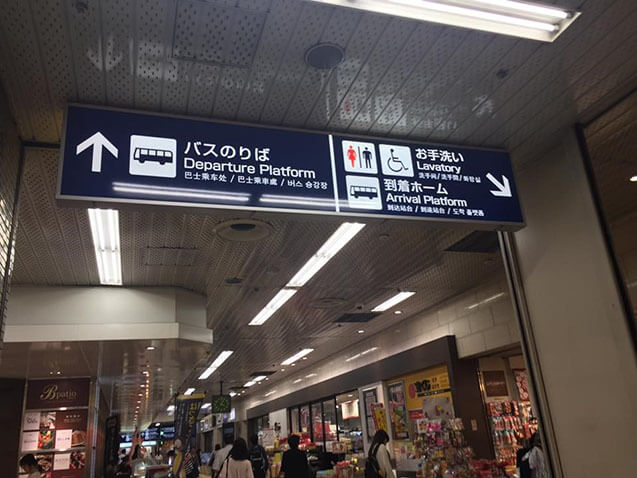 バスのりば
Departure Platform
巴士乘车处 / 巴士乘車處 / 버스 승강장
お手洗い
Lavatory
洗手间 / 洗手間 / 화장실
到着ホーム
Arrival Platform
到达站台 / 到達站台 / 도착 플랫폼
B patio